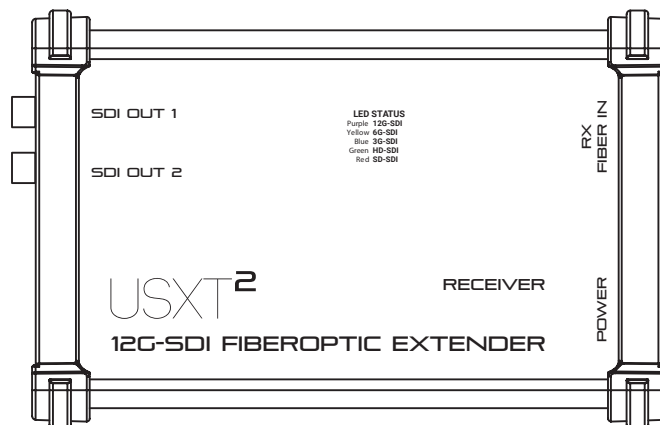 SDI OUT 1
SDI OUT 2
LED STATUS
Purple 12G-SDI
Yellow 6G-SDI
Blue 3G-SDI
Green HD-SDI
Red SD-SDI
RX
FIBER IN
USXT²
RECEIVER
POWER
12G-SDI FIBEROPTIC EXTENDER